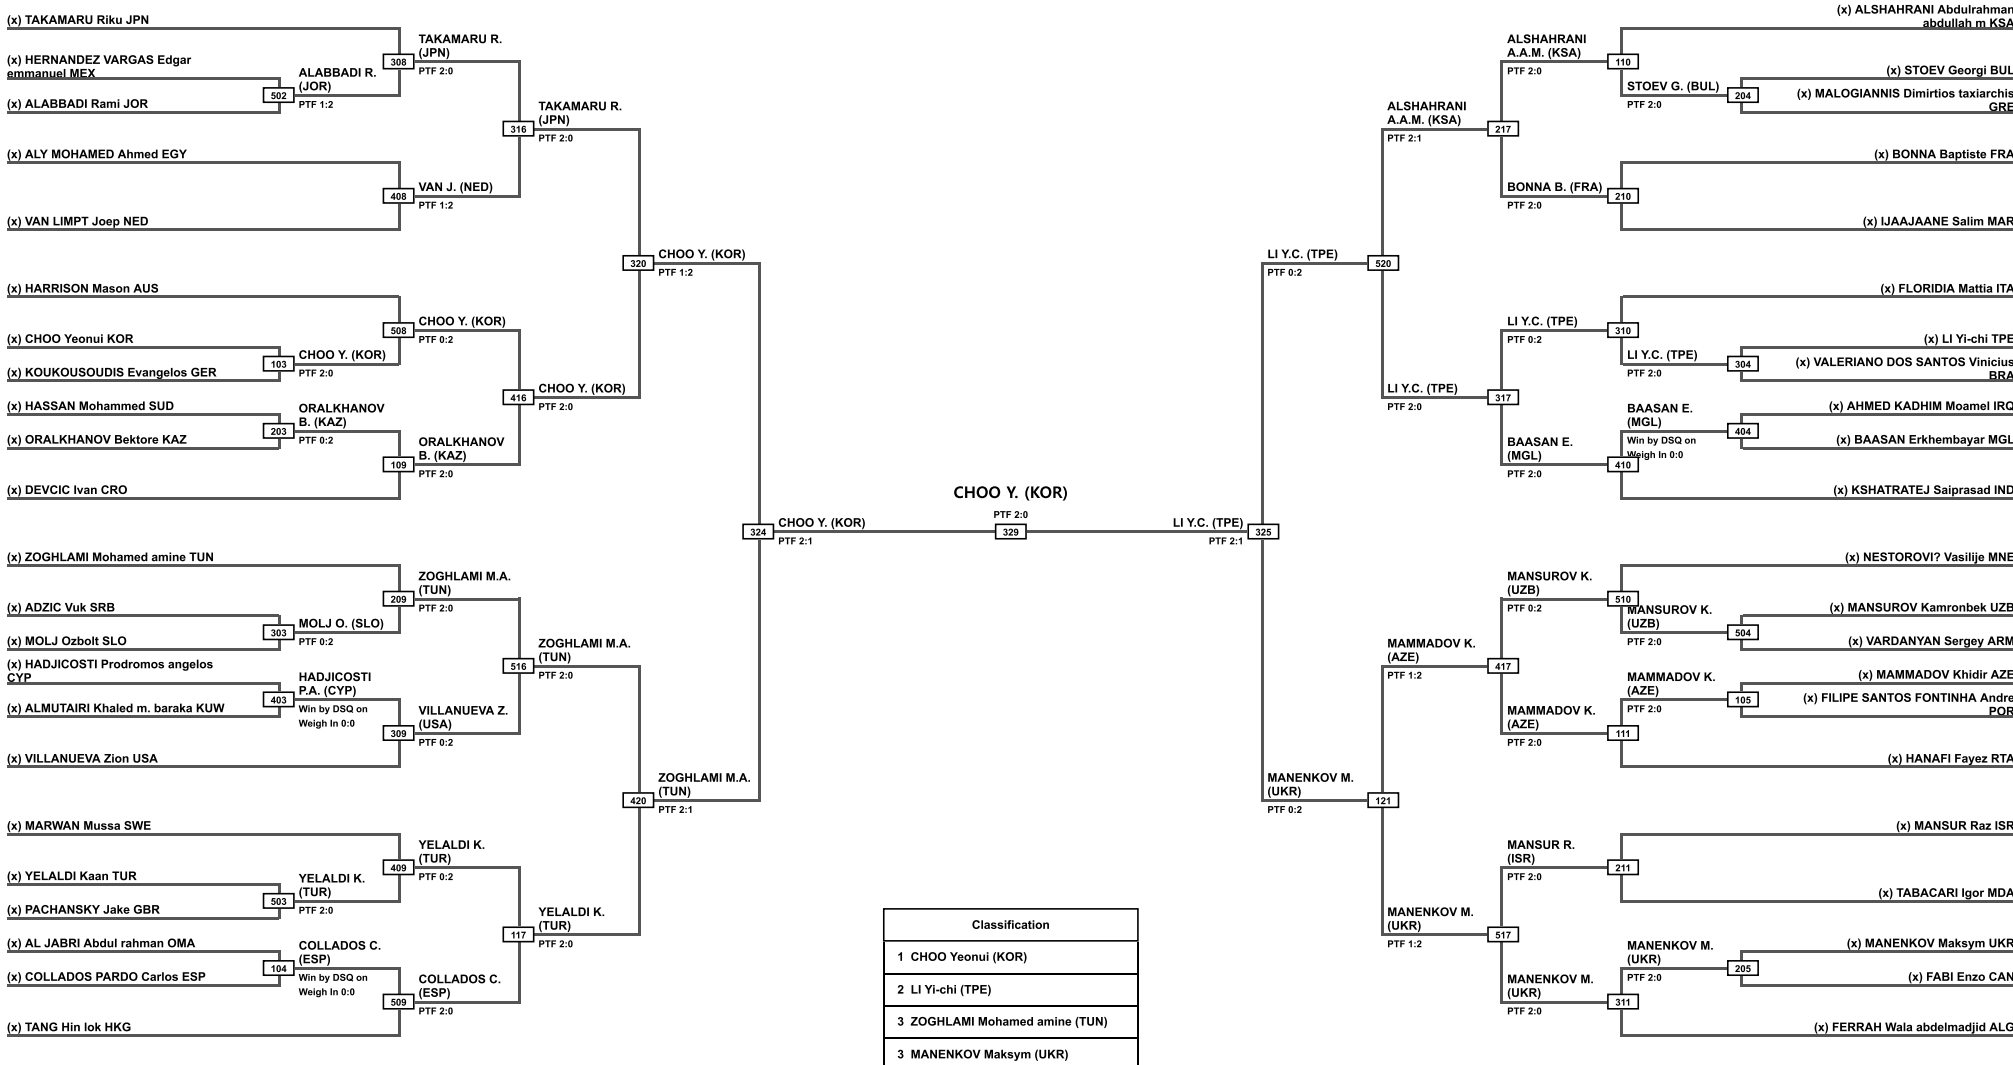 (x) TAKAMARU Riku JPN
(x) HERNANDEZ VARGAS Edgar
emmanuel MEX
(x) ALABBADI Rami JOR
(x) ALY MOHAMED Ahmed EGY
(x) VAN LIMPT Joep NED
(x) HARRISON Mason AUS
(x) CHOO Yeonui KOR
(x) KOUKOUSOUDIS Evangelos GER
(x) HASSAN Mohammed SUD
(x) ORALKHANOV Bektore KAZ
(x) DEVCIC Ivan CRO
(x) ZOGHLAMI Mohamed amine TUN
(x) ADZIC Vuk SRB
(x) MOLJ Ozbolt SLO
(x) HADJICOSTI Prodromos angelos
CYP
(x) ALMUTAIRI Khaled m. baraka KUW
(x) VILLANUEVA Zion USA
(x) MARWAN Mussa SWE
(x) YELALDI Kaan TUR
(x) PACHANSKY Jake GBR
(x) AL JABRI Abdul rahman OMA
(x) COLLADOS PARDO Carlos ESP
(x) TANG Hin lok HKG
502
ALABBADI R.
(JOR)
PTF 1:2
103
CHOO Y. (KOR)
PTF 2:0
203
ORALKHANOV
B. (KAZ)
PTF 0:2
303
MOLJ O. (SLO)
PTF 0:2
403
HADJICOSTI
P.A. (CYP)
Win by DSQ on
Weigh In 0:0
503
YELALDI K.
(TUR)
PTF 2:0
104
COLLADOS C.
(ESP)
Win by DSQ on
Weigh In 0:0
308
TAKAMARU R.
(JPN)
PTF 2:0
408
VAN J. (NED)
PTF 1:2
508
CHOO Y. (KOR)
PTF 0:2
109
ORALKHANOV
B. (KAZ)
PTF 2:0
209
ZOGHLAMI M.A.
(TUN)
PTF 2:0
309
VILLANUEVA Z.
(USA)
PTF 0:2
409
YELALDI K.
(TUR)
PTF 0:2
509
COLLADOS C.
(ESP)
PTF 2:0
316
TAKAMARU R.
(JPN)
PTF 2:0
416
CHOO Y. (KOR)
PTF 2:0
516
ZOGHLAMI M.A.
(TUN)
PTF 2:0
117
YELALDI K.
(TUR)
PTF 2:0
320
CHOO Y. (KOR)
PTF 1:2
420
ZOGHLAMI M.A.
(TUN)
PTF 2:1
324
CHOO Y. (KOR)
PTF 2:1
CHOO Y. (KOR)
PTF 2:0
329
LI Y.C. (TPE)
PTF 2:1
325
LI Y.C. (TPE)
PTF 0:2
520
MANENKOV M.
(UKR)
PTF 0:2
121
ALSHAHRANI
A.A.M. (KSA)
PTF 2:1
217
LI Y.C. (TPE)
PTF 2:0
317
MAMMADOV K.
(AZE)
PTF 1:2
417
MANENKOV M.
(UKR)
PTF 1:2
517
ALSHAHRANI
A.A.M. (KSA)
PTF 2:0
110
BONNA B. (FRA)
PTF 2:0
210
LI Y.C. (TPE)
PTF 0:2
310
BAASAN E.
(MGL)
PTF 2:0
410
MANSUROV K.
(UZB)
PTF 0:2
510
MAMMADOV K.
(AZE)
PTF 2:0
111
MANSUR R.
(ISR)
PTF 2:0
211
MANENKOV M.
(UKR)
PTF 2:0
311
STOEV G. (BUL)
PTF 2:0
204
LI Y.C. (TPE)
PTF 2:0
304
BAASAN E.
(MGL)
Win by DSQ on
Weigh In 0:0
404
MANSUROV K.
(UZB)
PTF 2:0
504
MAMMADOV K.
(AZE)
PTF 2:0
105
MANENKOV M.
(UKR)
PTF 2:0
205
(x) ALSHAHRANI Abdulrahman
abdullah m KSA
(x) STOEV Georgi BUL
(x) MALOGIANNIS Dimirtios taxiarchis
GRE
(x) BONNA Baptiste FRA
(x) IJAAJAANE Salim MAR
(x) FLORIDIA Mattia ITA
(x) LI Yi-chi TPE
(x) VALERIANO DOS SANTOS Vinicius
BRA
(x) AHMED KADHIM Moamel IRQ
(x) BAASAN Erkhembayar MGL
(x) KSHATRATEJ Saiprasad IND
(x) NESTOROVI? Vasilije MNE
(x) MANSUROV Kamronbek UZB
(x) VARDANYAN Sergey ARM
(x) MAMMADOV Khidir AZE
(x) FILIPE SANTOS FONTINHA Andre
POR
(x) HANAFI Fayez RTA
(x) MANSUR Raz ISR
(x) TABACARI Igor MDA
(x) MANENKOV Maksym UKR
(x) FABI Enzo CAN
(x) FERRAH Wala abdelmadjid ALG
Classification
1 CHOO Yeonui (KOR)
2 LI Yi-chi (TPE)
3 ZOGHLAMI Mohamed amine (TUN)
3 MANENKOV Maksym (UKR)